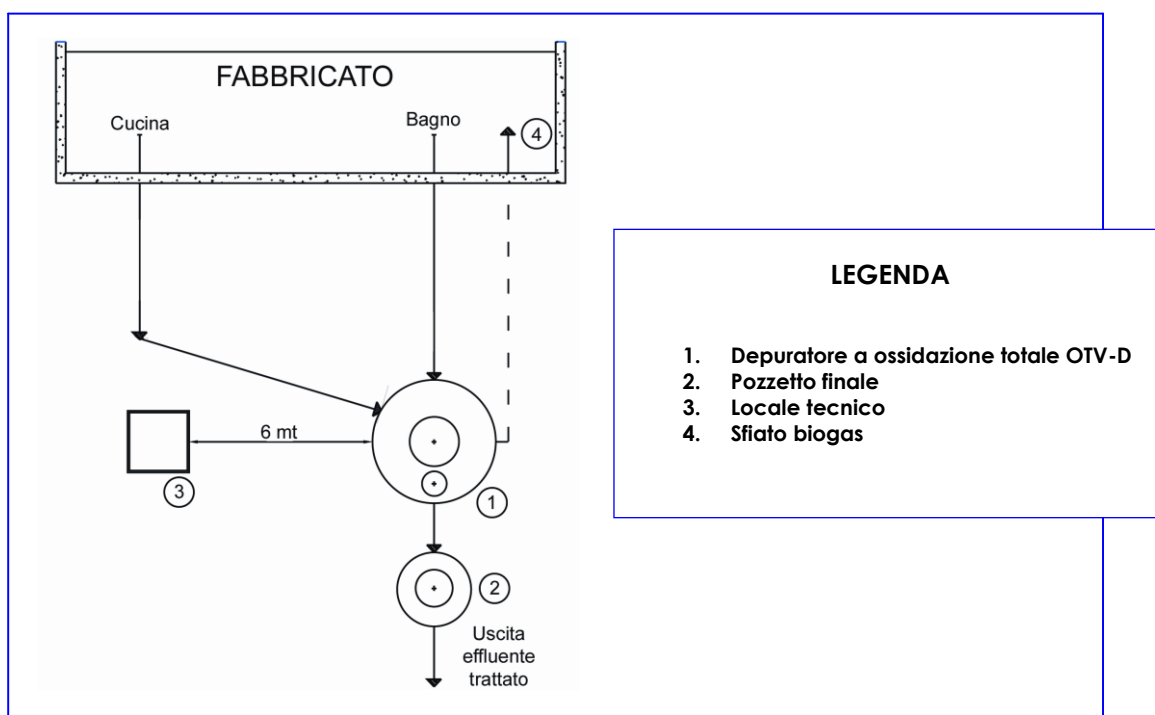 FABBRICATO
Cucina
Bagno
4
6 mt
3
1
2
Uscita
effluente
trattato
LEGENDA
1. Depuratore a ossidazione totale OTV-D
2. Pozzetto finale
3. Locale tecnico
4. Sfiato biogas